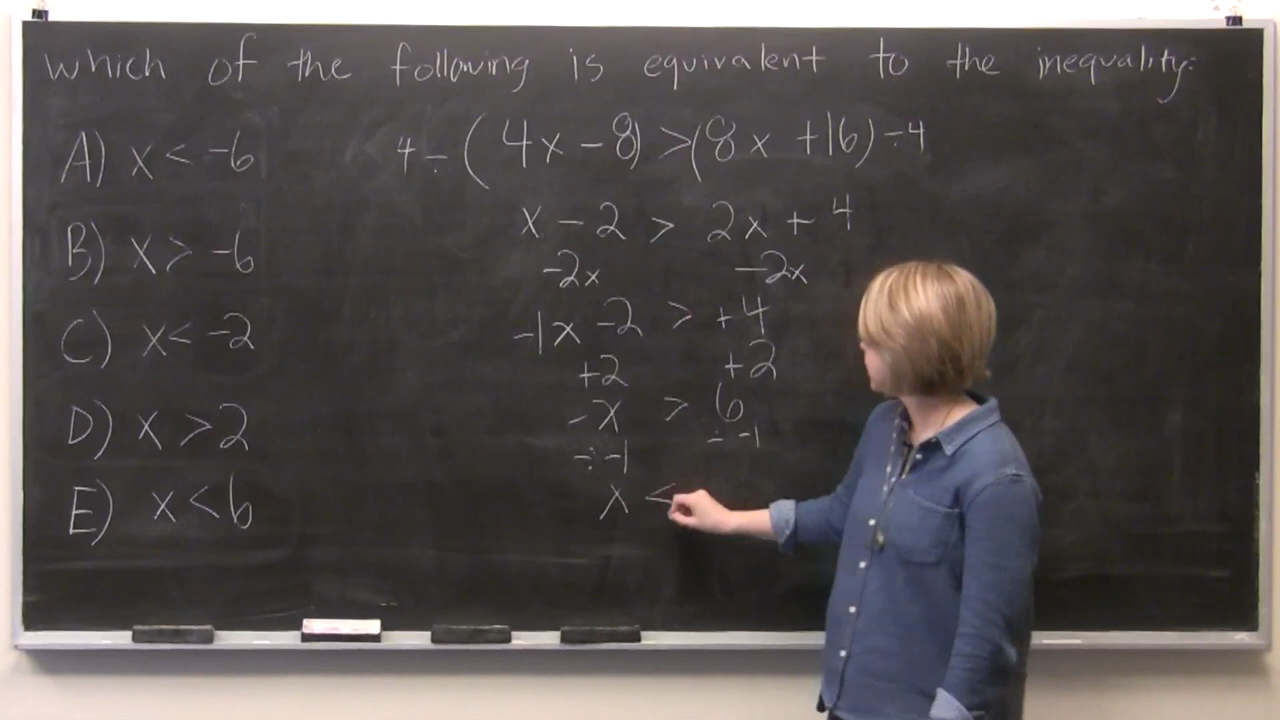 which of the following is equivalent to the inequality:
A) x < -6
4 ÷ (4x - 8) > (8x + 16) ÷ 4
x - 2 > 2x + 4
B) x > -6
-2x -2x
C) x < -2
-1x -2 > +4
+2 +2
D) x > 2
-x > 6
÷ -1 ÷ -1
E) x < 6
x <